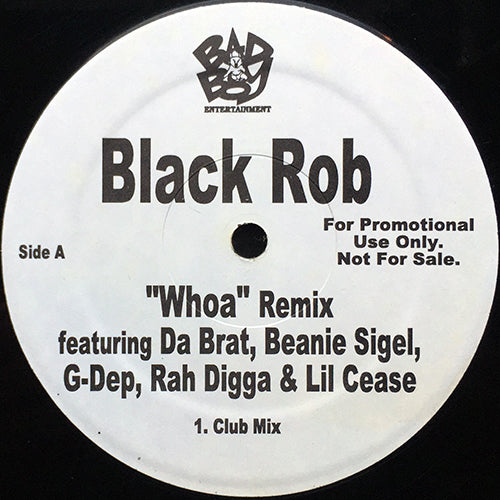 BAD
BOY
ENTERTAINMENT
Black Rob
For Promotional
Use Only.
Not For Sale.
Side A
"Whoa" Remix
featuring Da Brat, Beanie Sigel,
G-Dep, Rah Digga & Lil Cease
1. Club Mix